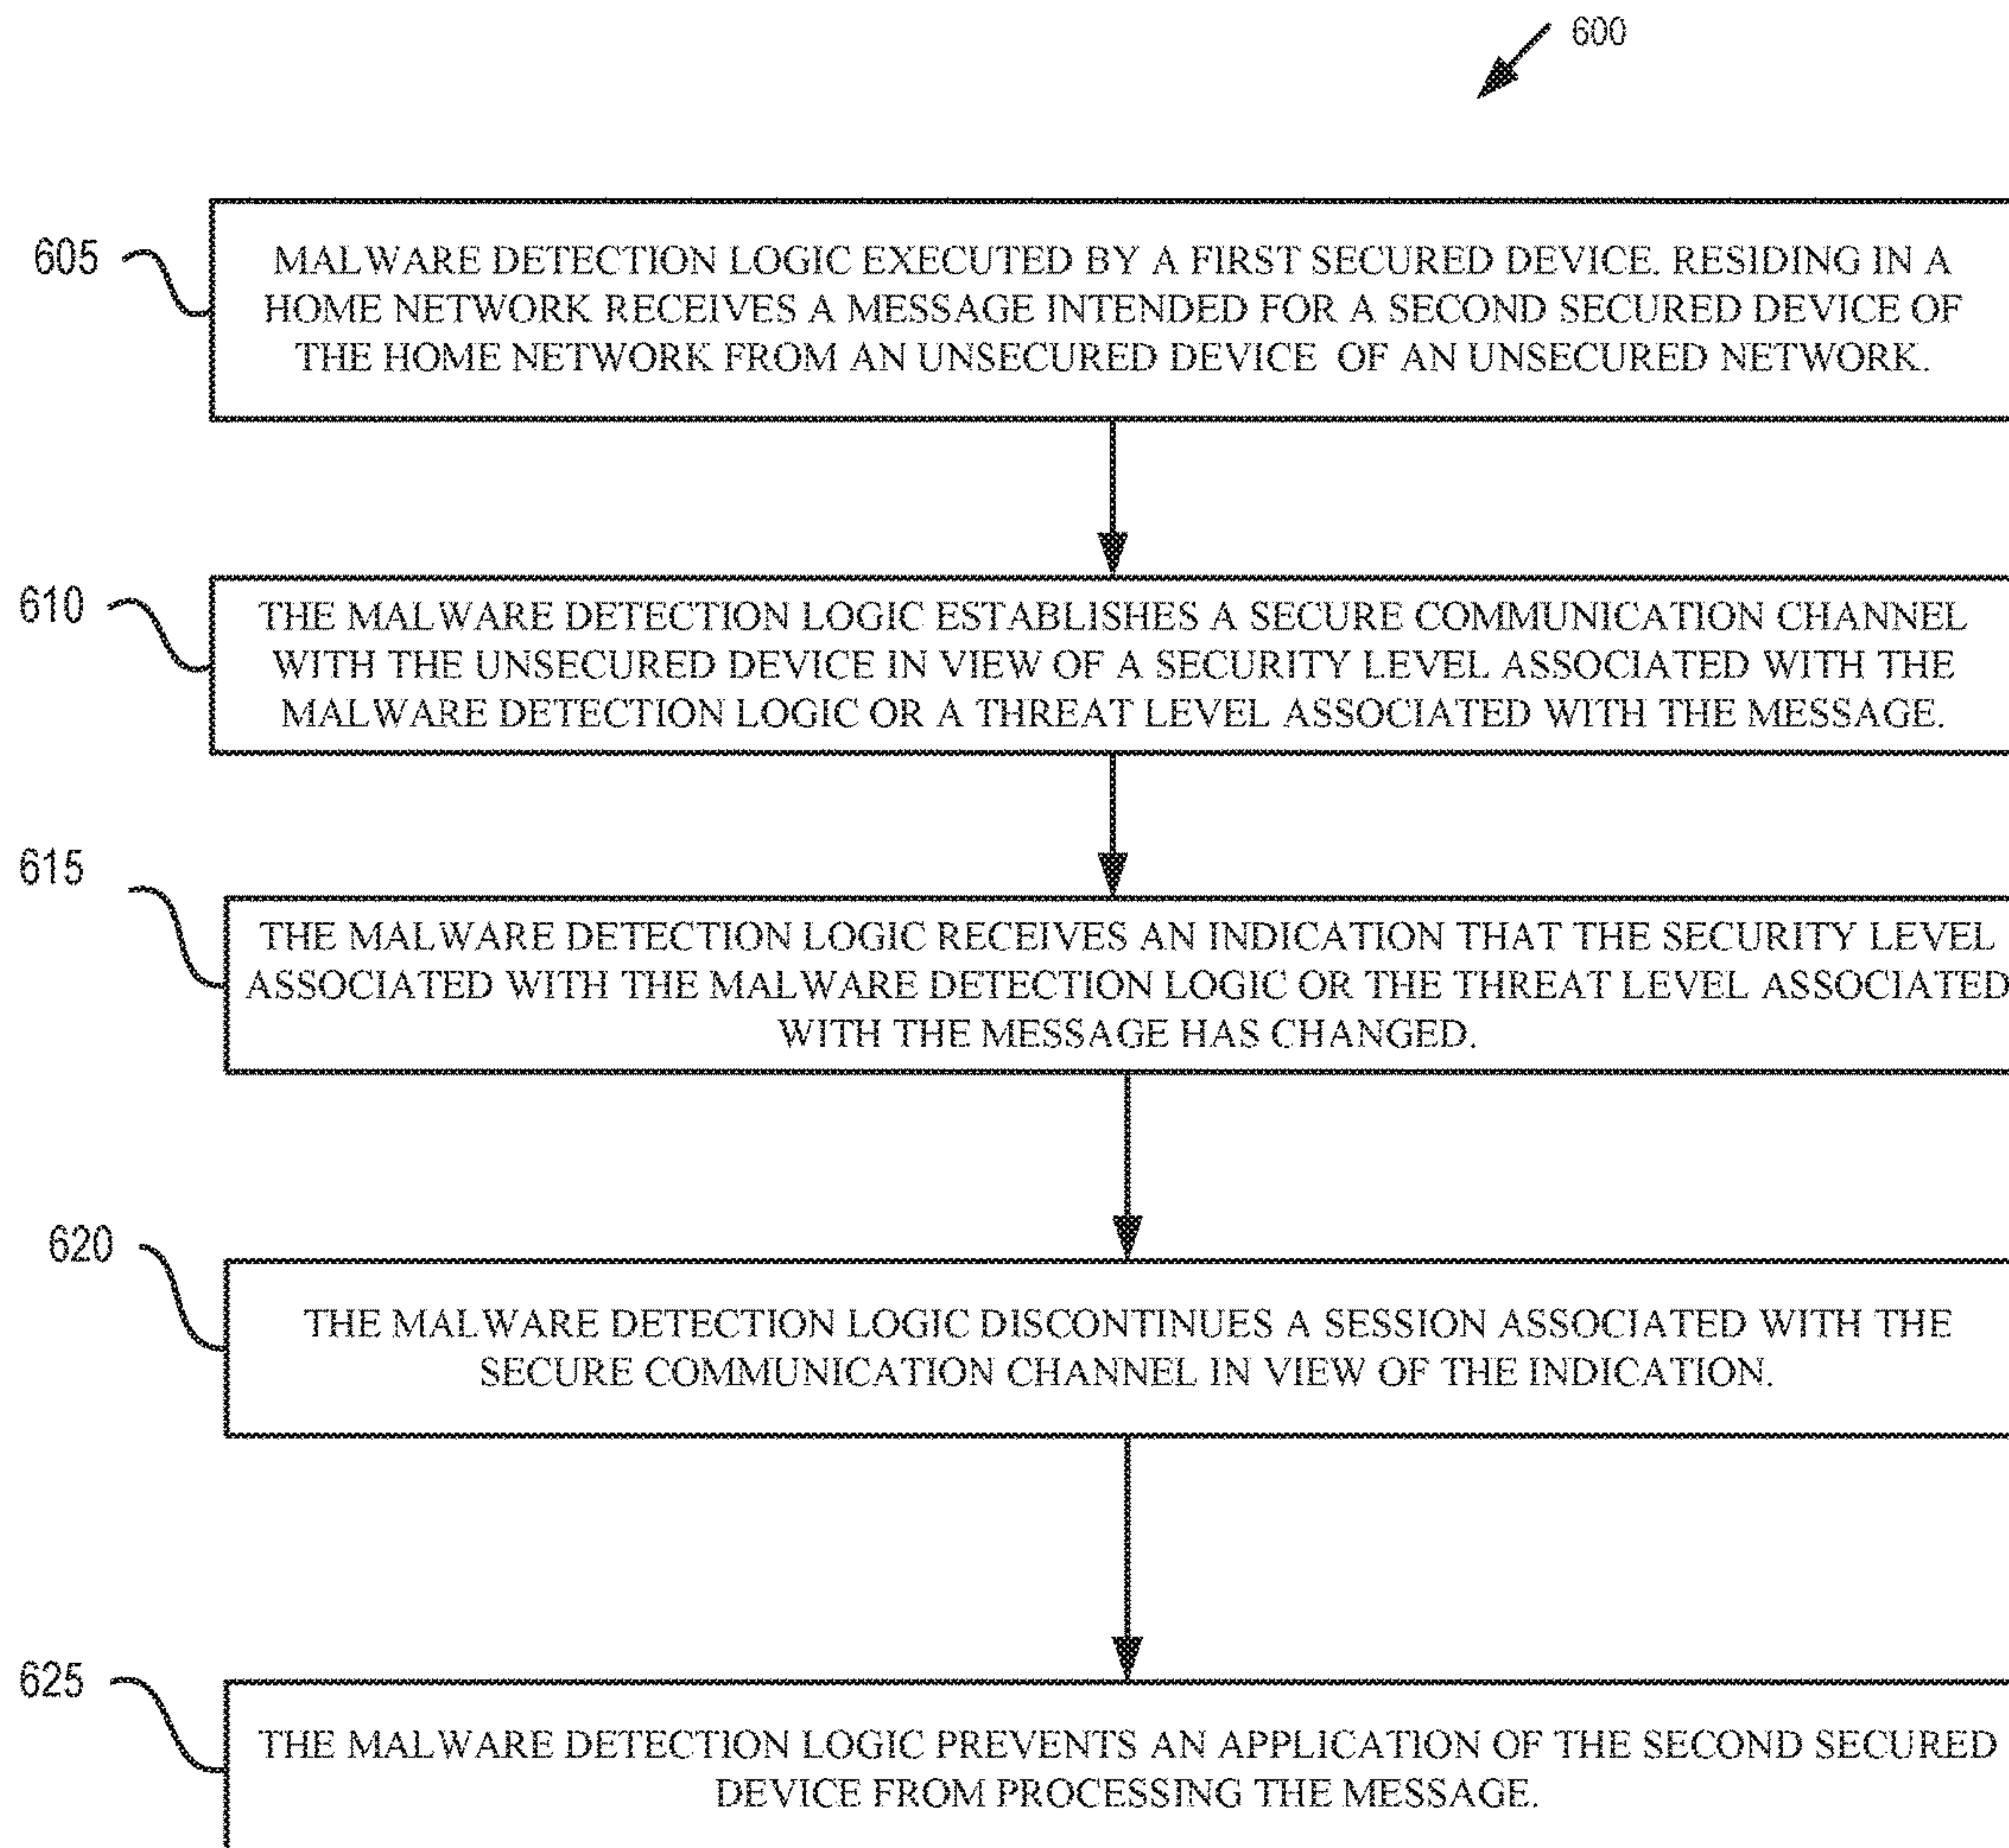 600
605
MALWARE DETECTION LOGIC EXECUTED BY A FIRST SECURED DEVICE. RESIDING IN A
HOME NETWORK RECEIVES A MESSAGE INTENDED FOR A SECOND SECURED DEVICE OF
THE HOME NETWORK FROM AN UNSECURED DEVICE OF AN UNSECURED NETWORK.
610
THE MALWARE DETECTION LOGIC ESTABLISHES A SECURE COMMUNICATION CHANNEL
WITH THE UNSECURED DEVICE IN VIEW OF A SECURITY LEVEL ASSOCIATED WITH THE
MALWARE DETECTION LOGIC OR A THREAT LEVEL ASSOCIATED WITH THE MESSAGE.
615
THE MALWARE DETECTION LOGIC RECEIVES AN INDICATION THAT THE SECURITY LEVEL
ASSOCIATED WITH THE MALWARE DETECTION LOGIC OR THE THREAT LEVEL ASSOCIATED
WITH THE MESSAGE HAS CHANGED.
620
THE MALWARE DETECTION LOGIC DISCONTINUES A SESSION ASSOCIATED WITH THE
SECURE COMMUNICATION CHANNEL IN VIEW OF THE INDICATION.
625
THE MALWARE DETECTION LOGIC PREVENTS AN APPLICATION OF THE SECOND SECURED
DEVICE FROM PROCESSING THE MESSAGE.